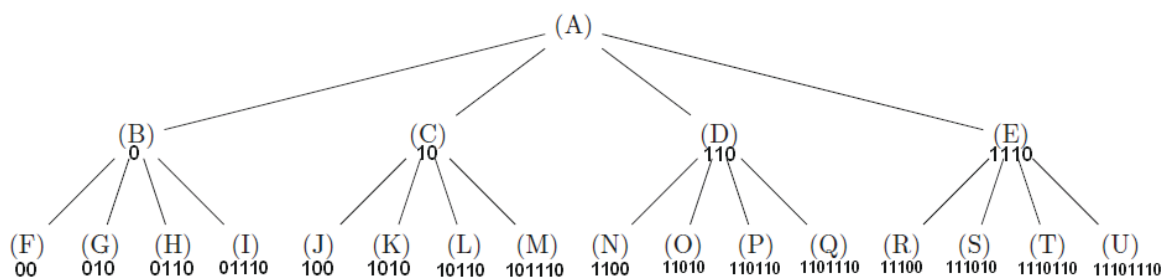 (A)
(B) (C) (D) (E)
0 10 110 1110
(F) (G) (H) (I) (J) (K) (L) (M) (N) (O) (P) (Q) (R) (S) (T) (U)
00 010 0110 01110 100 1010 10110 101110 1100 11010 110110 1101110 11100 111010 1110110 11101110